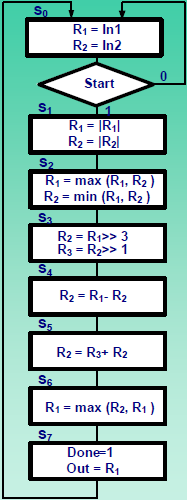 S0
R1 = In1
R2 = In2
Start
0
1
S1
R1 = |R1|
R2 = |R2|
S2
R1 = max (R1, R2 )
R2 = min (R1, R2 )
S3
R2 = R1>> 3
R3 = R2>> 1
S4
R2 = R1- R2
S5
R2 = R3+ R2
S6
R1 = max (R2, R1 )
S7
Done=1
Out = R1